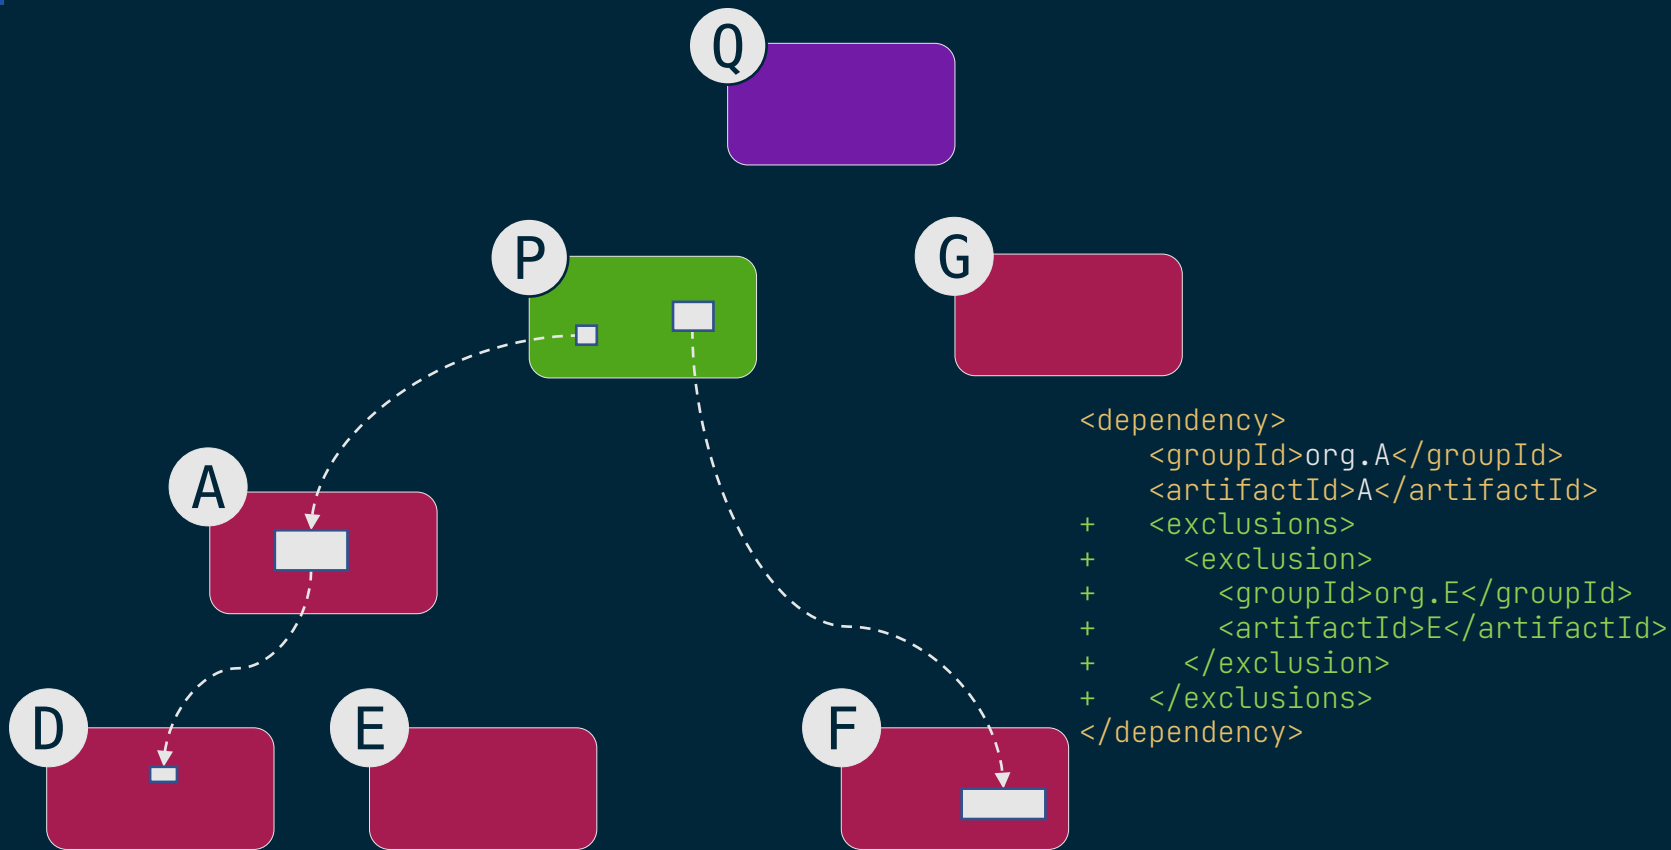 Q
P
G
A
<dependency>
    <groupId>org.A</groupId>
    <artifactId>A</artifactId>
+   <exclusions>
+     <exclusion>
+       <groupId>org.E</groupId>
+       <artifactId>E</artifactId>
+     </exclusion>
+   </exclusions>
</dependency>
D
E
F